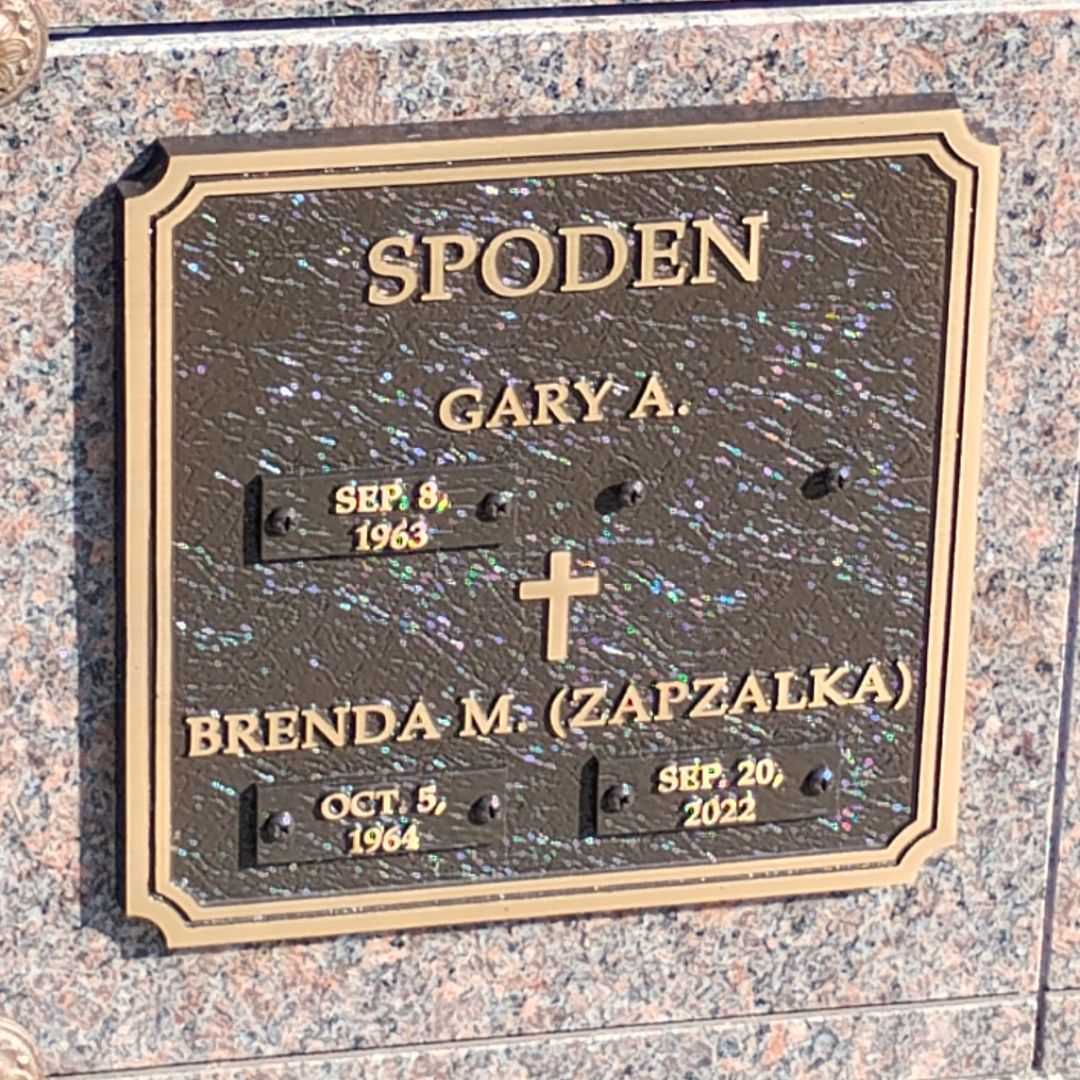 SPODEN
GARY A.
SEP. 8,
1963
BRENDA M. (ZAPZALKA)
OCT. 5,
1964
SEP. 20,
2022